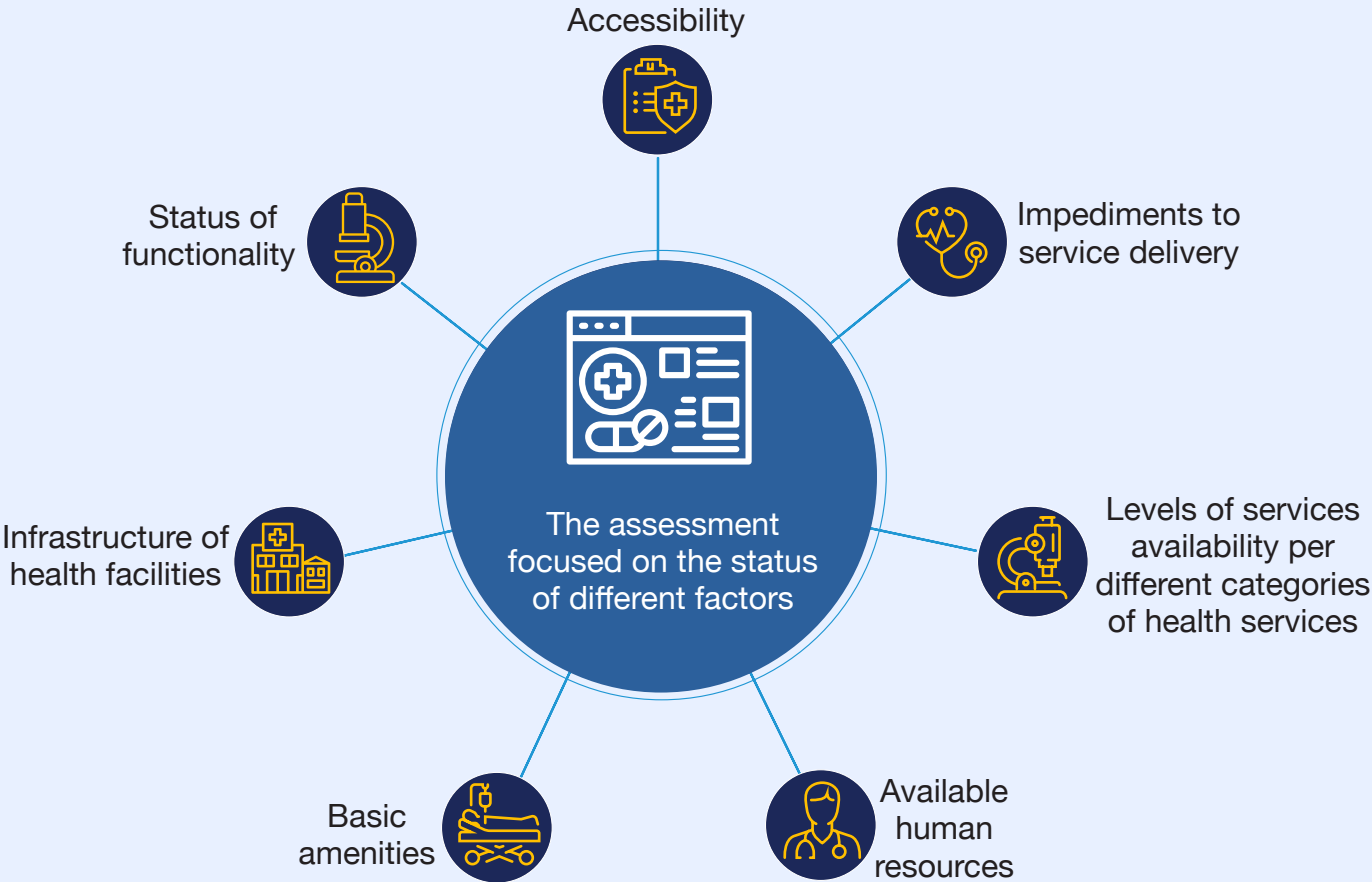 Accessibility
Impediments to
service delivery
Levels of services
availability per
different categories
of health services
Available
human
resources
Basic
amenities
Infrastructure of
health facilities
Status of
functionality
The assessment
focused on the status
of different factors